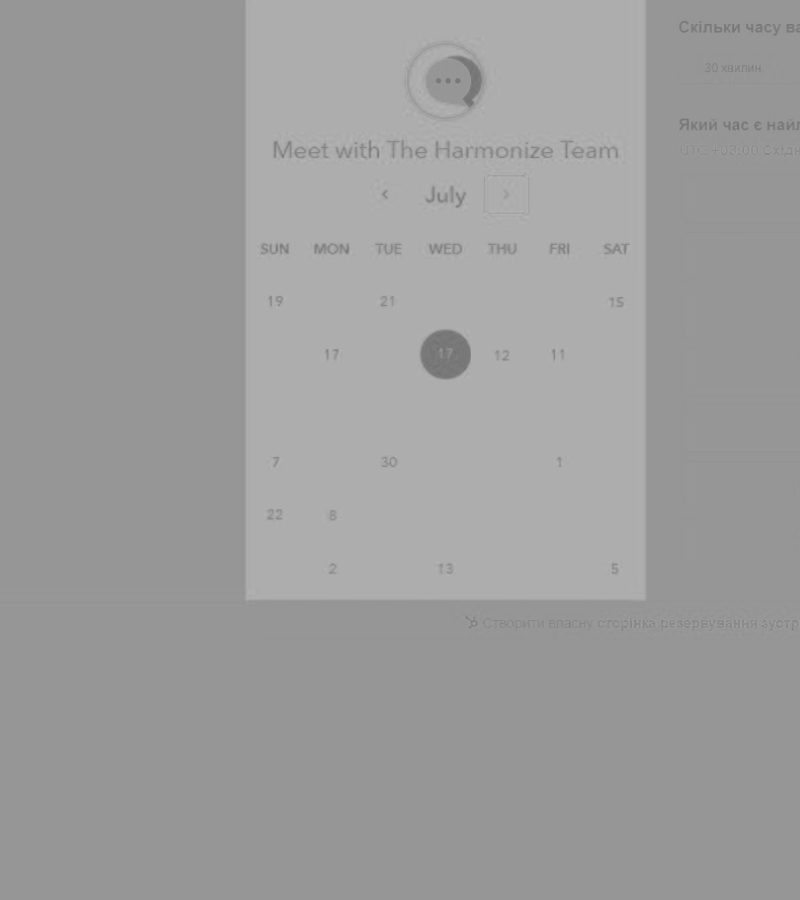 Скільки часу ва
30 хвилин
Meet with The Harmonize Team
Який час є найл
UTC +03:00 Східн
July
SUN MON TUE WED THU FRI SAT
19 21 15
17 17 12 11
7 30 1
22 8
2 13 5
Створити власну сторінка резервування зустр